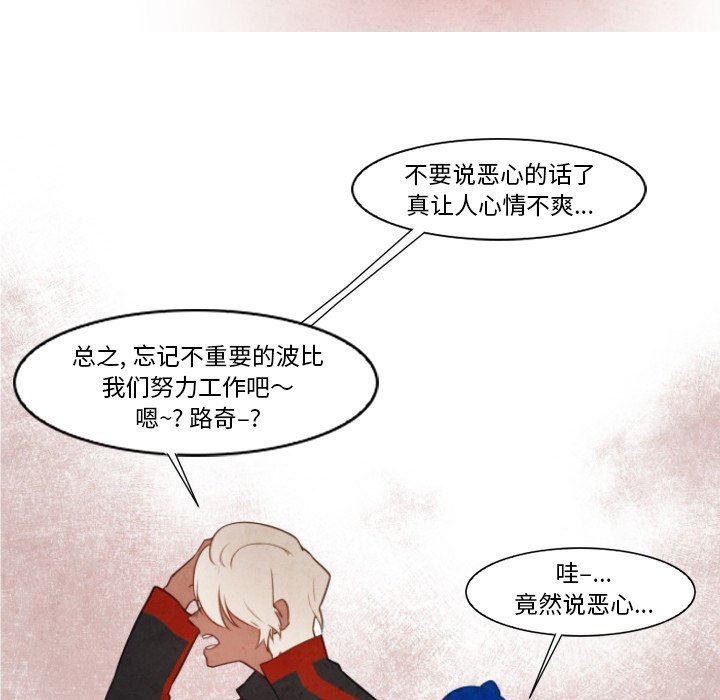 不要说恶心的话了
真让人心情不爽...
总之, 忘记不重要的波比
我们努力工作吧～
嗯~? 路奇–?
哇–...
竟然说恶心...